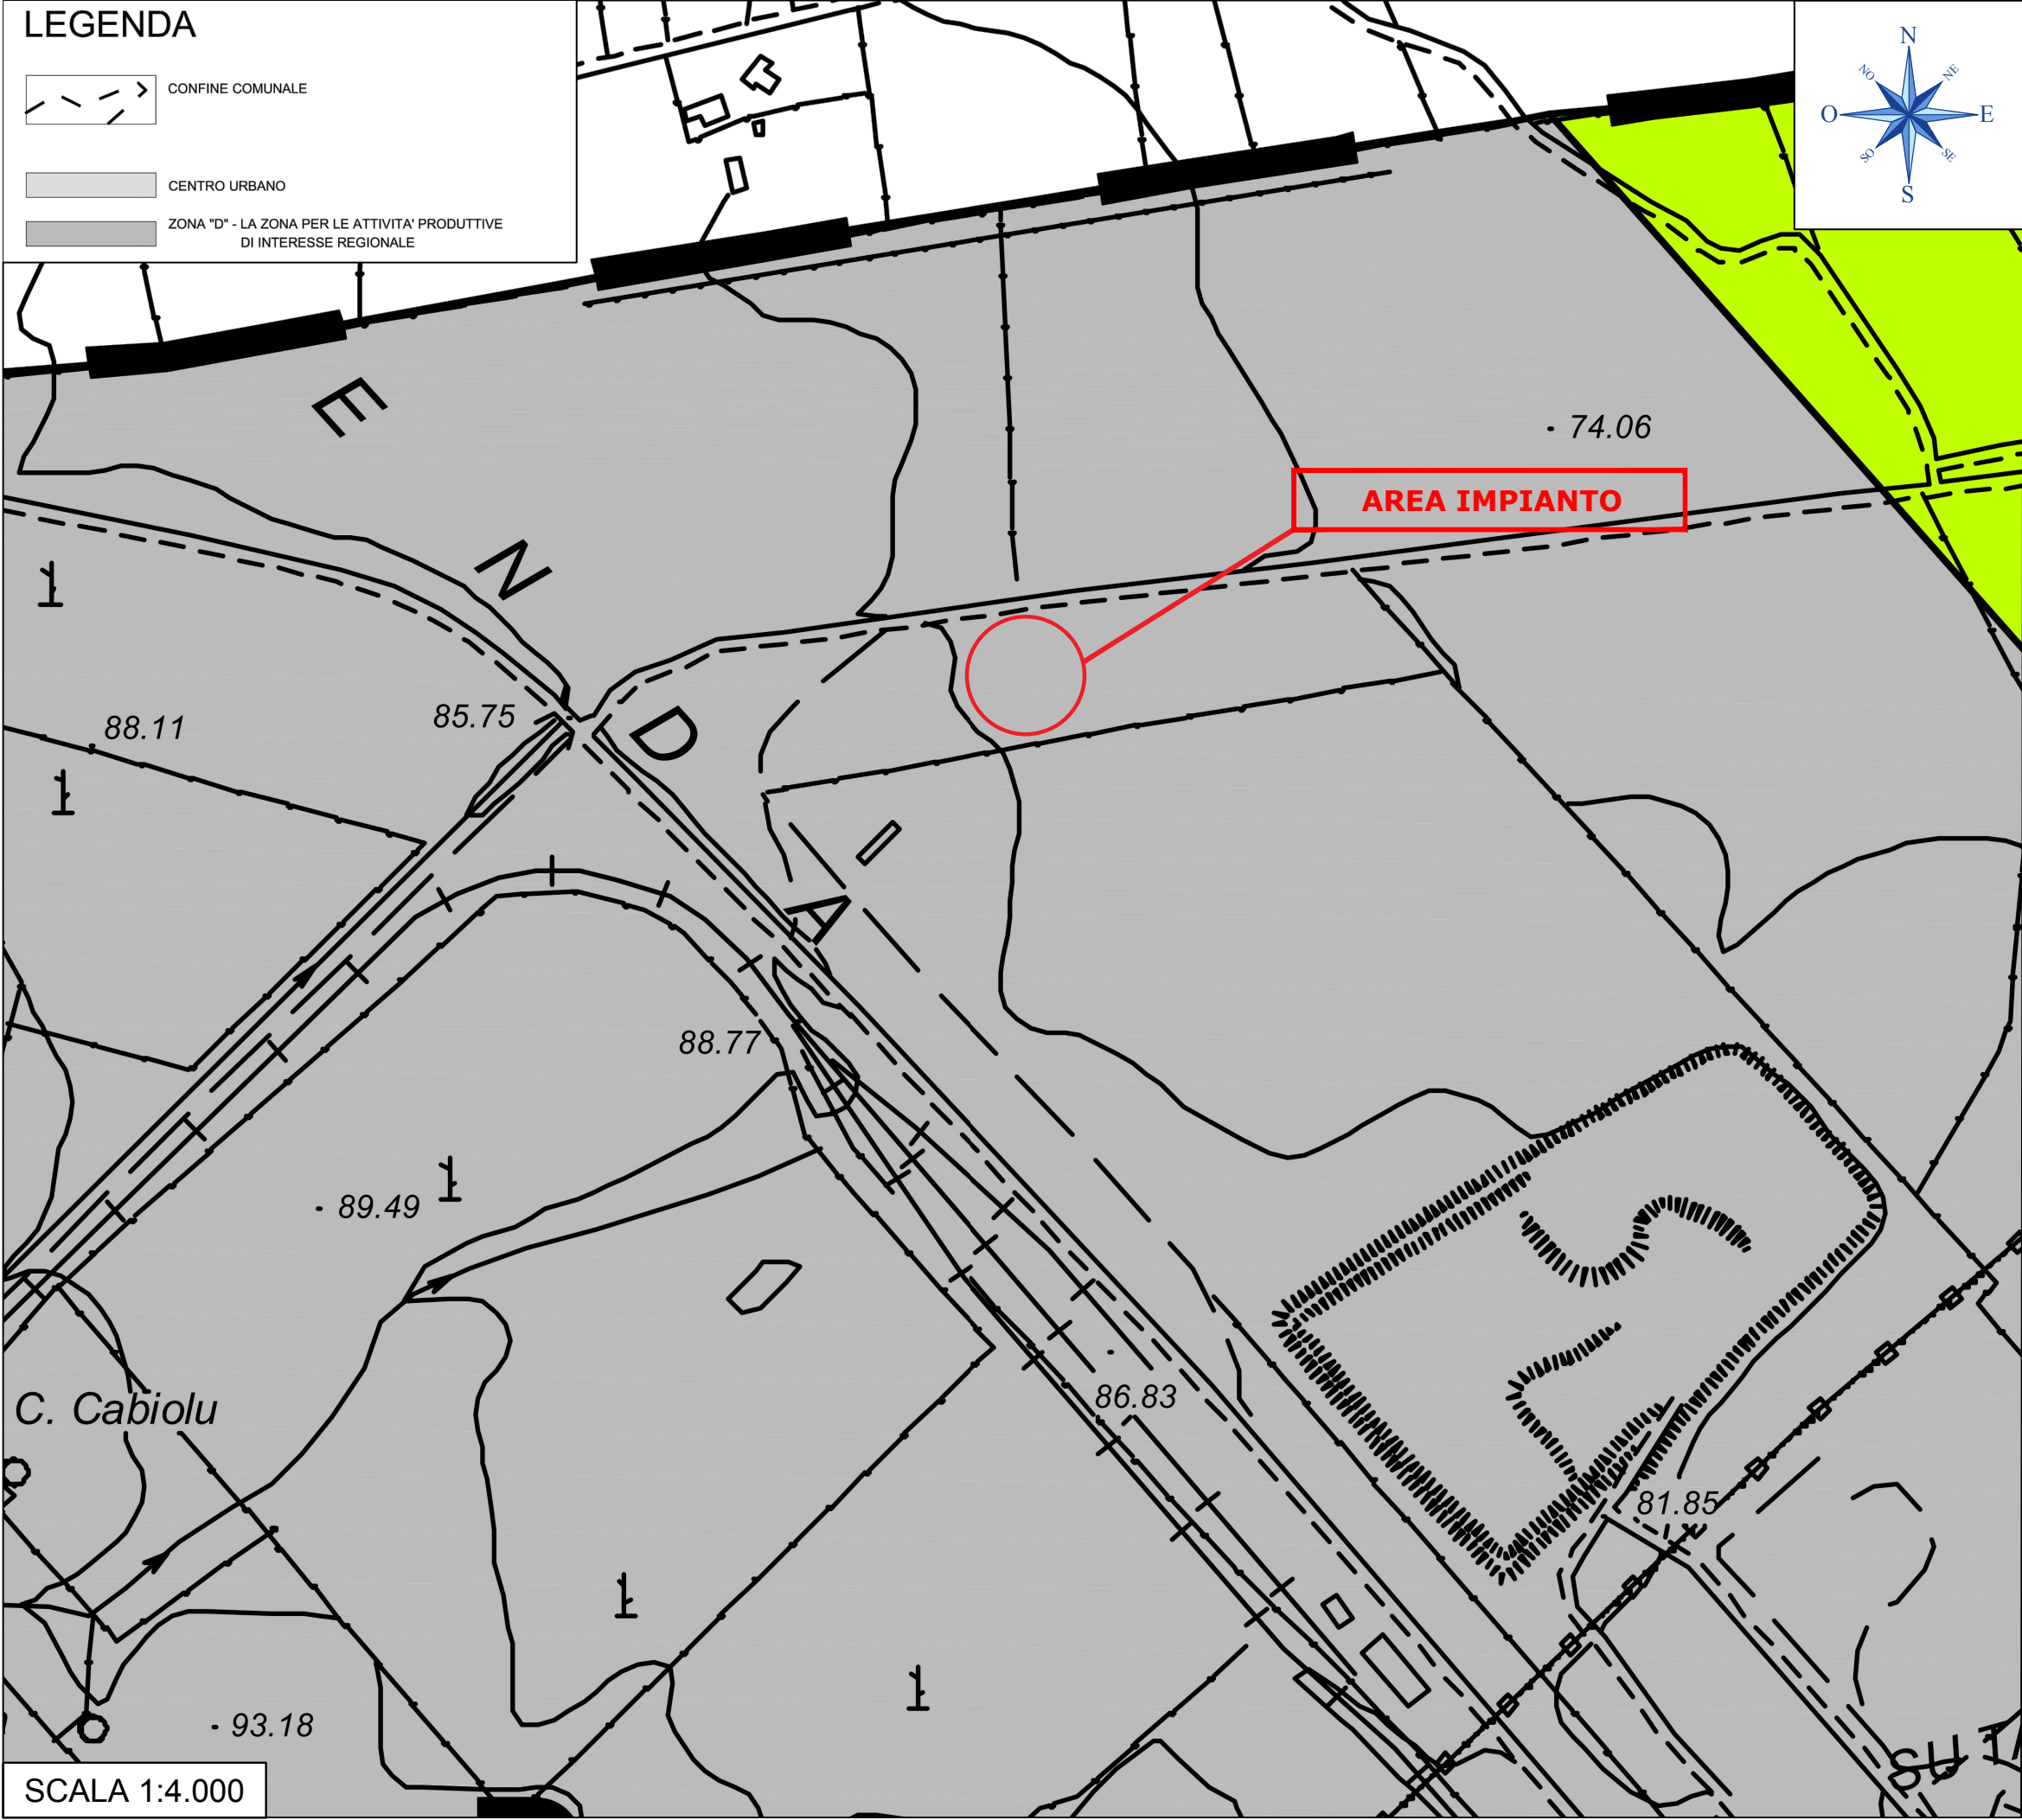 LEGENDA
CONFINE COMUNALE
CENTRO URBANO
ZONA "D" - LA ZONA PER LE ATTIVITA' PRODUTTIVE
DI INTERESSE REGIONALE
N
NO
NE
O
E
SO
SE
S
E
N
D
A
74.06
AREA IMPIANTO
88.11
85.75
88.77
89.49
86.83
C. Cabiolu
81.85
93.18
SU
SCALA 1:4.000